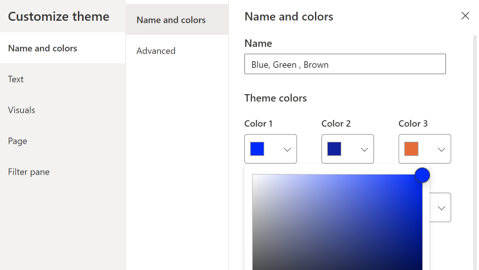 Customize theme
Name and colors
Text
Visuals
Page
Filter pane
Name and colors
Advanced
Name and colors
Name
Blue, Green , Brown
Theme colors
Color 1 Color 2 Color 3